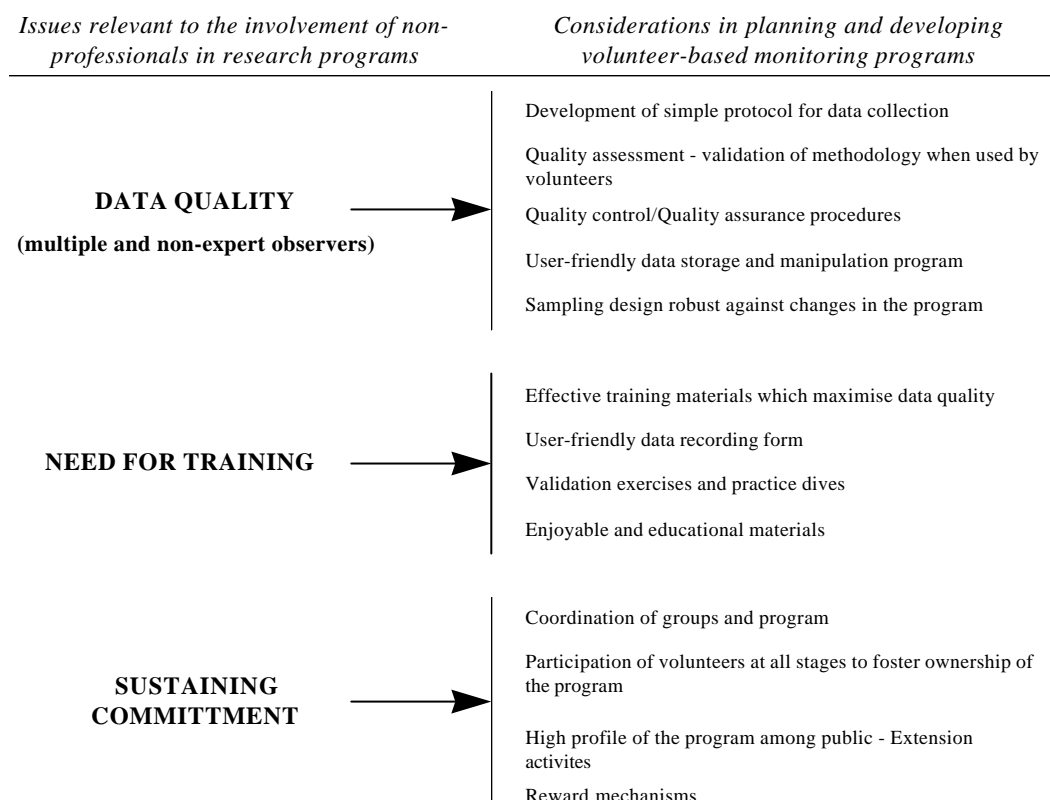 Issues relevant to the involvement of non-
professionals in research programs
Considerations in planning and developing
volunteer-based monitoring programs
DATA QUALITY
(multiple and non-expert observers)
Development of simple protocol for data collection
Quality assessment - validation of methodology when used by
volunteers
Quality control/Quality assurance procedures
User-friendly data storage and manipulation program
Sampling design robust against changes in the program
NEED FOR TRAINING
Effective training materials which maximise data quality
User-friendly data recording form
Validation exercises and practice dives
Enjoyable and educational materials
SUSTAINING
COMMITTMENT
Coordination of groups and program
Participation of volunteers at all stages to foster ownership of
the program
High profile of the program among public - Extension
activites
Reward mechanisms